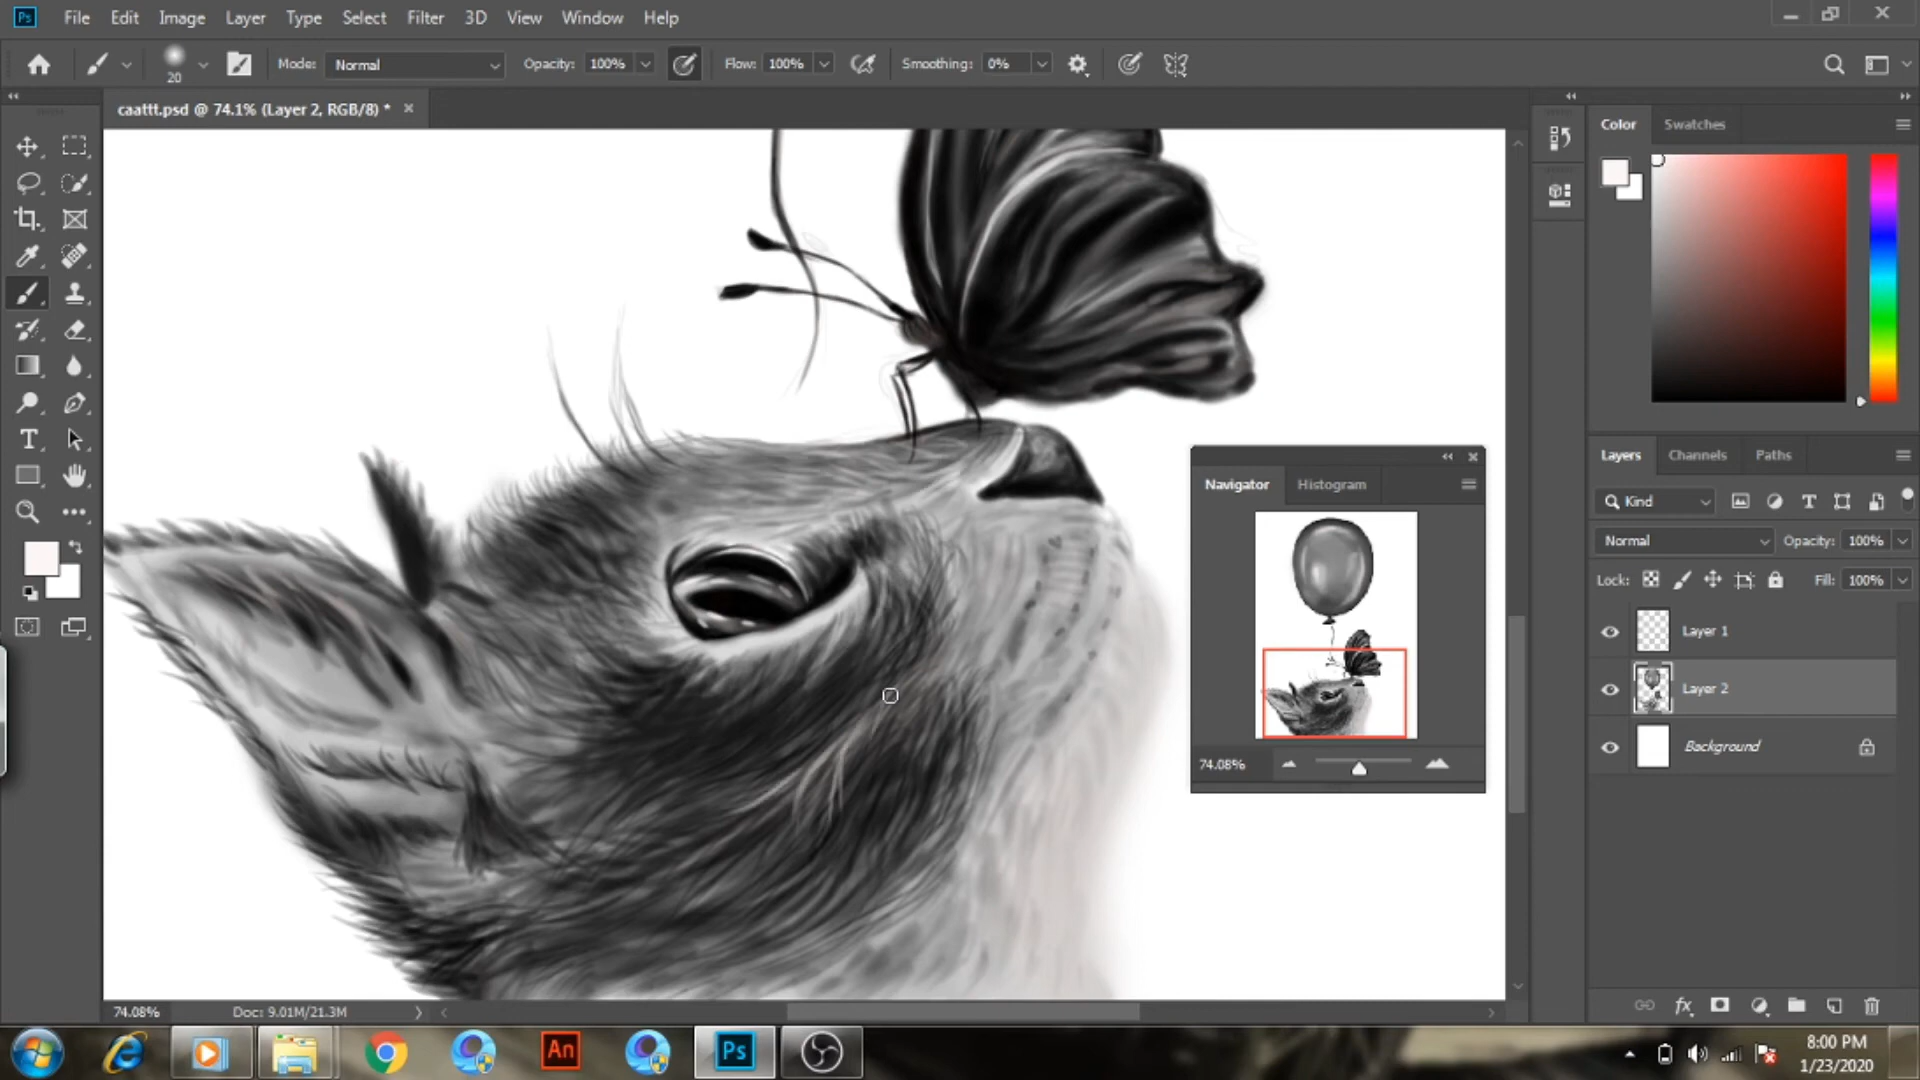 Ps File Edit Image Layer Type Select Filter 3D View Window Help
20 Mode: Normal Opacity: 100% Flow: 100% Smoothing: 0%
caattt.psd @ 74.1% (Layer 2, RGB/8) *
Color Swatches
Navigator Histogram
74.08%
Layers Channels Paths
Kind
Normal Opacity: 100%
Lock: Fill: 100%
Layer 1
Layer 2
Background
fx
T
74.08% Doc: 9.01M/21.3M
An Ps
8:00 PM
1/23/2020